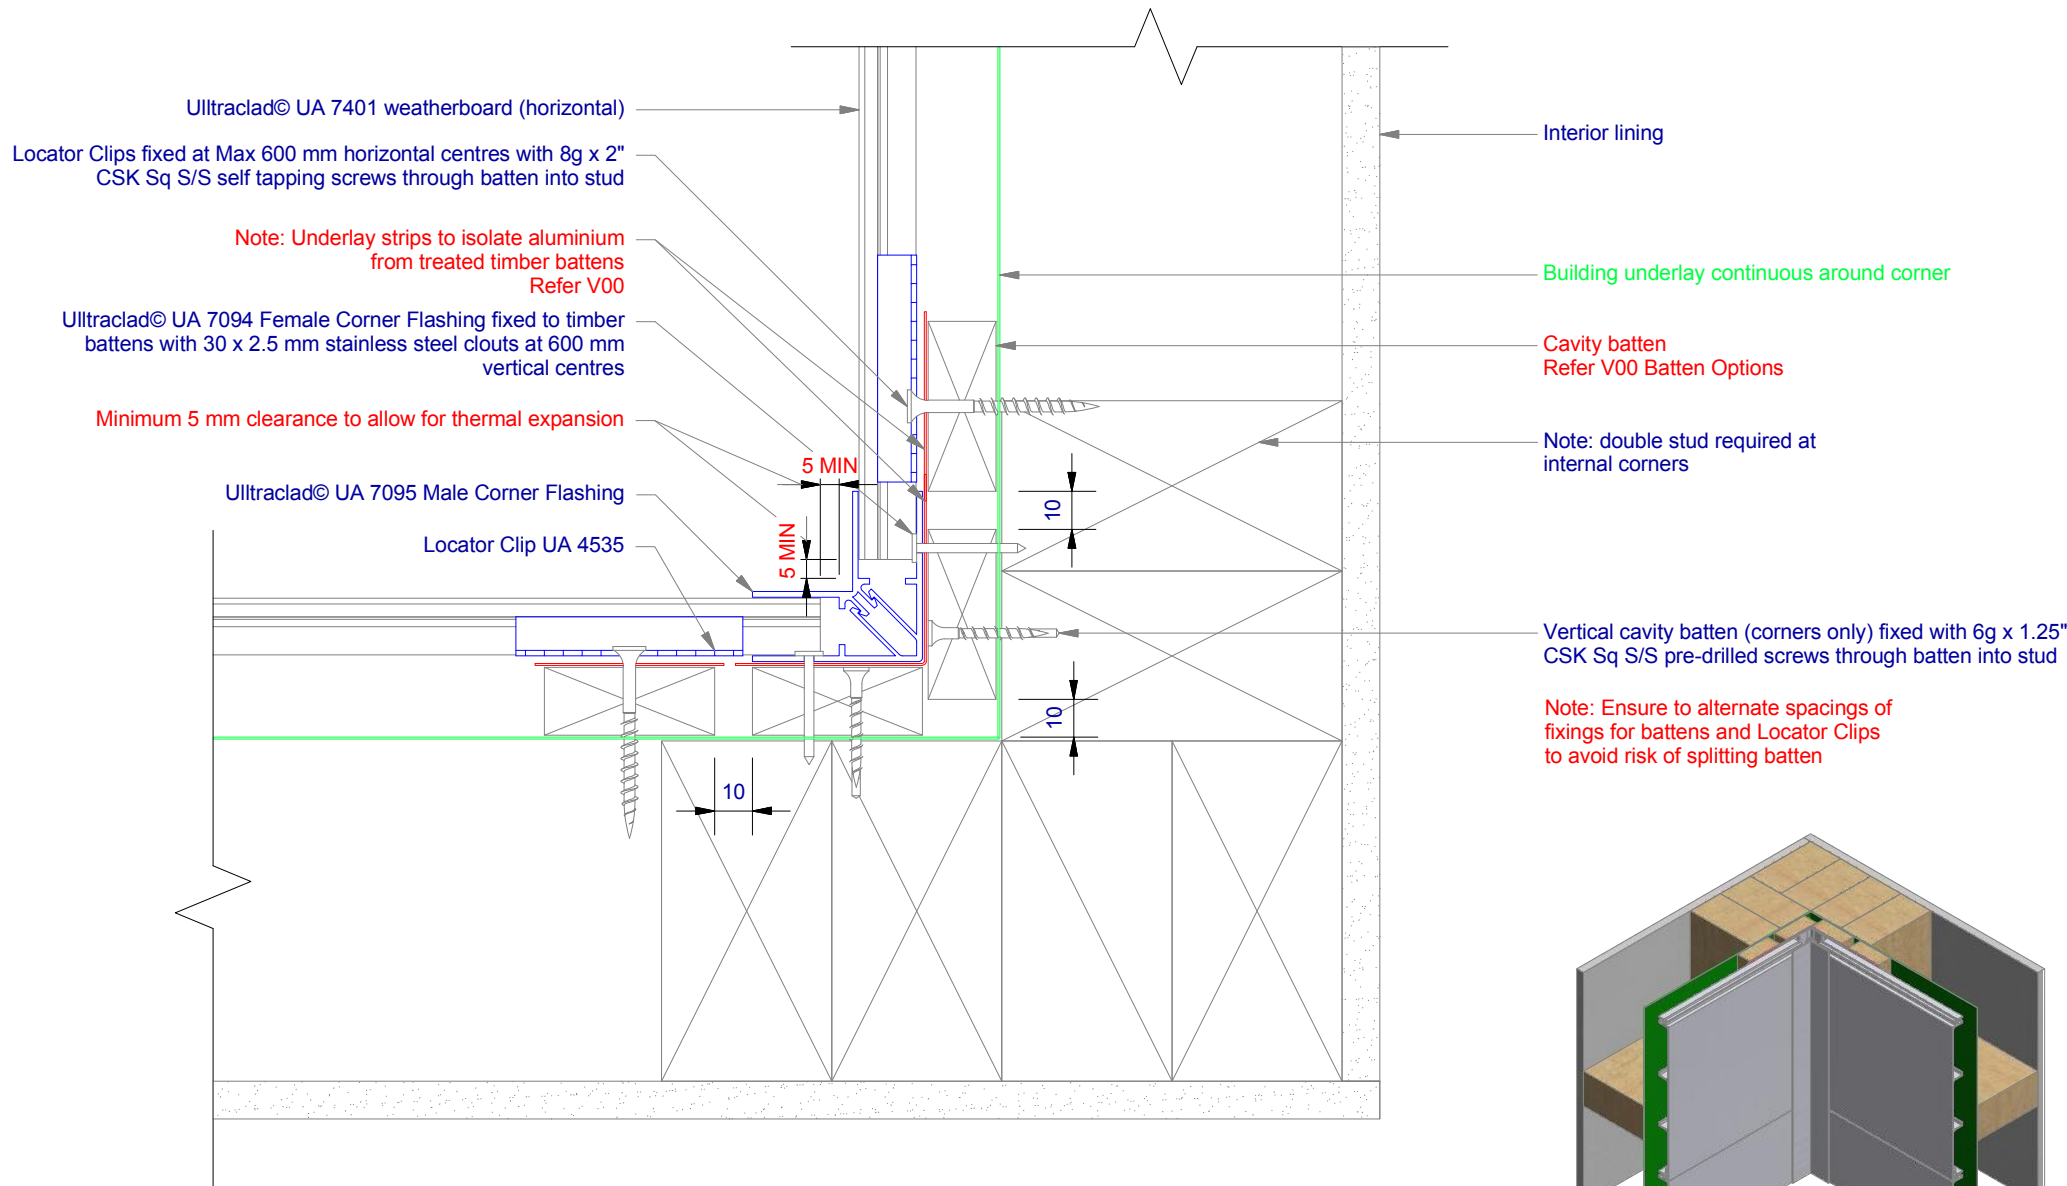 Ulltraclad© UA 7401 weatherboard (horizontal)
Locator Clips fixed at Max 600 mm horizontal centres with 8g x 2"
CSK Sq S/S self tapping screws through batten into stud
Note: Underlay strips to isolate aluminium
from treated timber battens
Refer V00
Ulltraclad© UA 7094 Female Corner Flashing fixed to timber
battens with 30 x 2.5 mm stainless steel clouts at 600 mm
vertical centres
Minimum 5 mm clearance to allow for thermal expansion
5 MIN
Ulltraclad© UA 7095 Male Corner Flashing
5 MIN
Locator Clip UA 4535
Interior lining
Building underlay continuous around corner
Cavity batten
Refer V00 Batten Options
Note: double stud required at
internal corners
10
Vertical cavity batten (corners only) fixed with 6g x 1.25"
CSK Sq S/S pre-drilled screws through batten into stud
10
Note: Ensure to alternate spacings of
fixings for battens and Locator Clips
to avoid risk of splitting batten
10